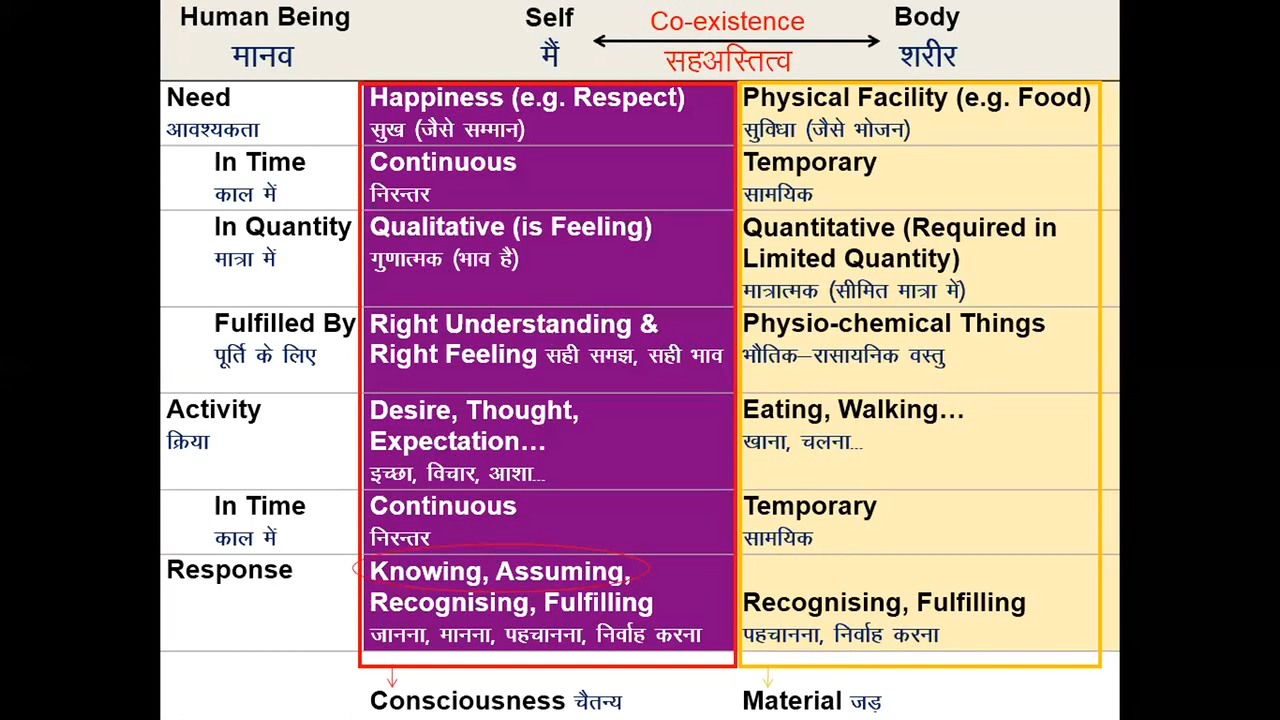 Human Being
मानव
Self
मैं
Co-existence
सहअस्तित्व
Body
शरीर
Need
आवश्यकता
Happiness (e.g. Respect)
सुख (जैसे सम्मान)
Physical Facility (e.g. Food)
सुविधा (जैसे भोजन)
In Time
काल में
Continuous
निरन्तर
Temporary
सामयिक
In Quantity
मात्रा में
Qualitative (is Feeling)
गुणात्मक (भाव है)
Quantitative (Required in
Limited Quantity)
मात्रात्मक (सीमित मात्रा में)
Fulfilled By
पूर्ति के लिए
Right Understanding &
Right Feeling सही समझ, सही भाव
Physio-chemical Things
भौतिक–रासायनिक वस्तु
Activity
क्रिया
Desire, Thought,
Expectation…
इच्छा, विचार, आशा...
Eating, Walking…
खाना, चलना...
In Time
काल में
Continuous
निरन्तर
Temporary
सामयिक
Response
Knowing, Assuming,
Recognising, Fulfilling
जानना, मानना, पहचानना, निर्वाह करना
Recognising, Fulfilling
पहचानना, निर्वाह करना
Consciousness चैतन्य
Material जड़